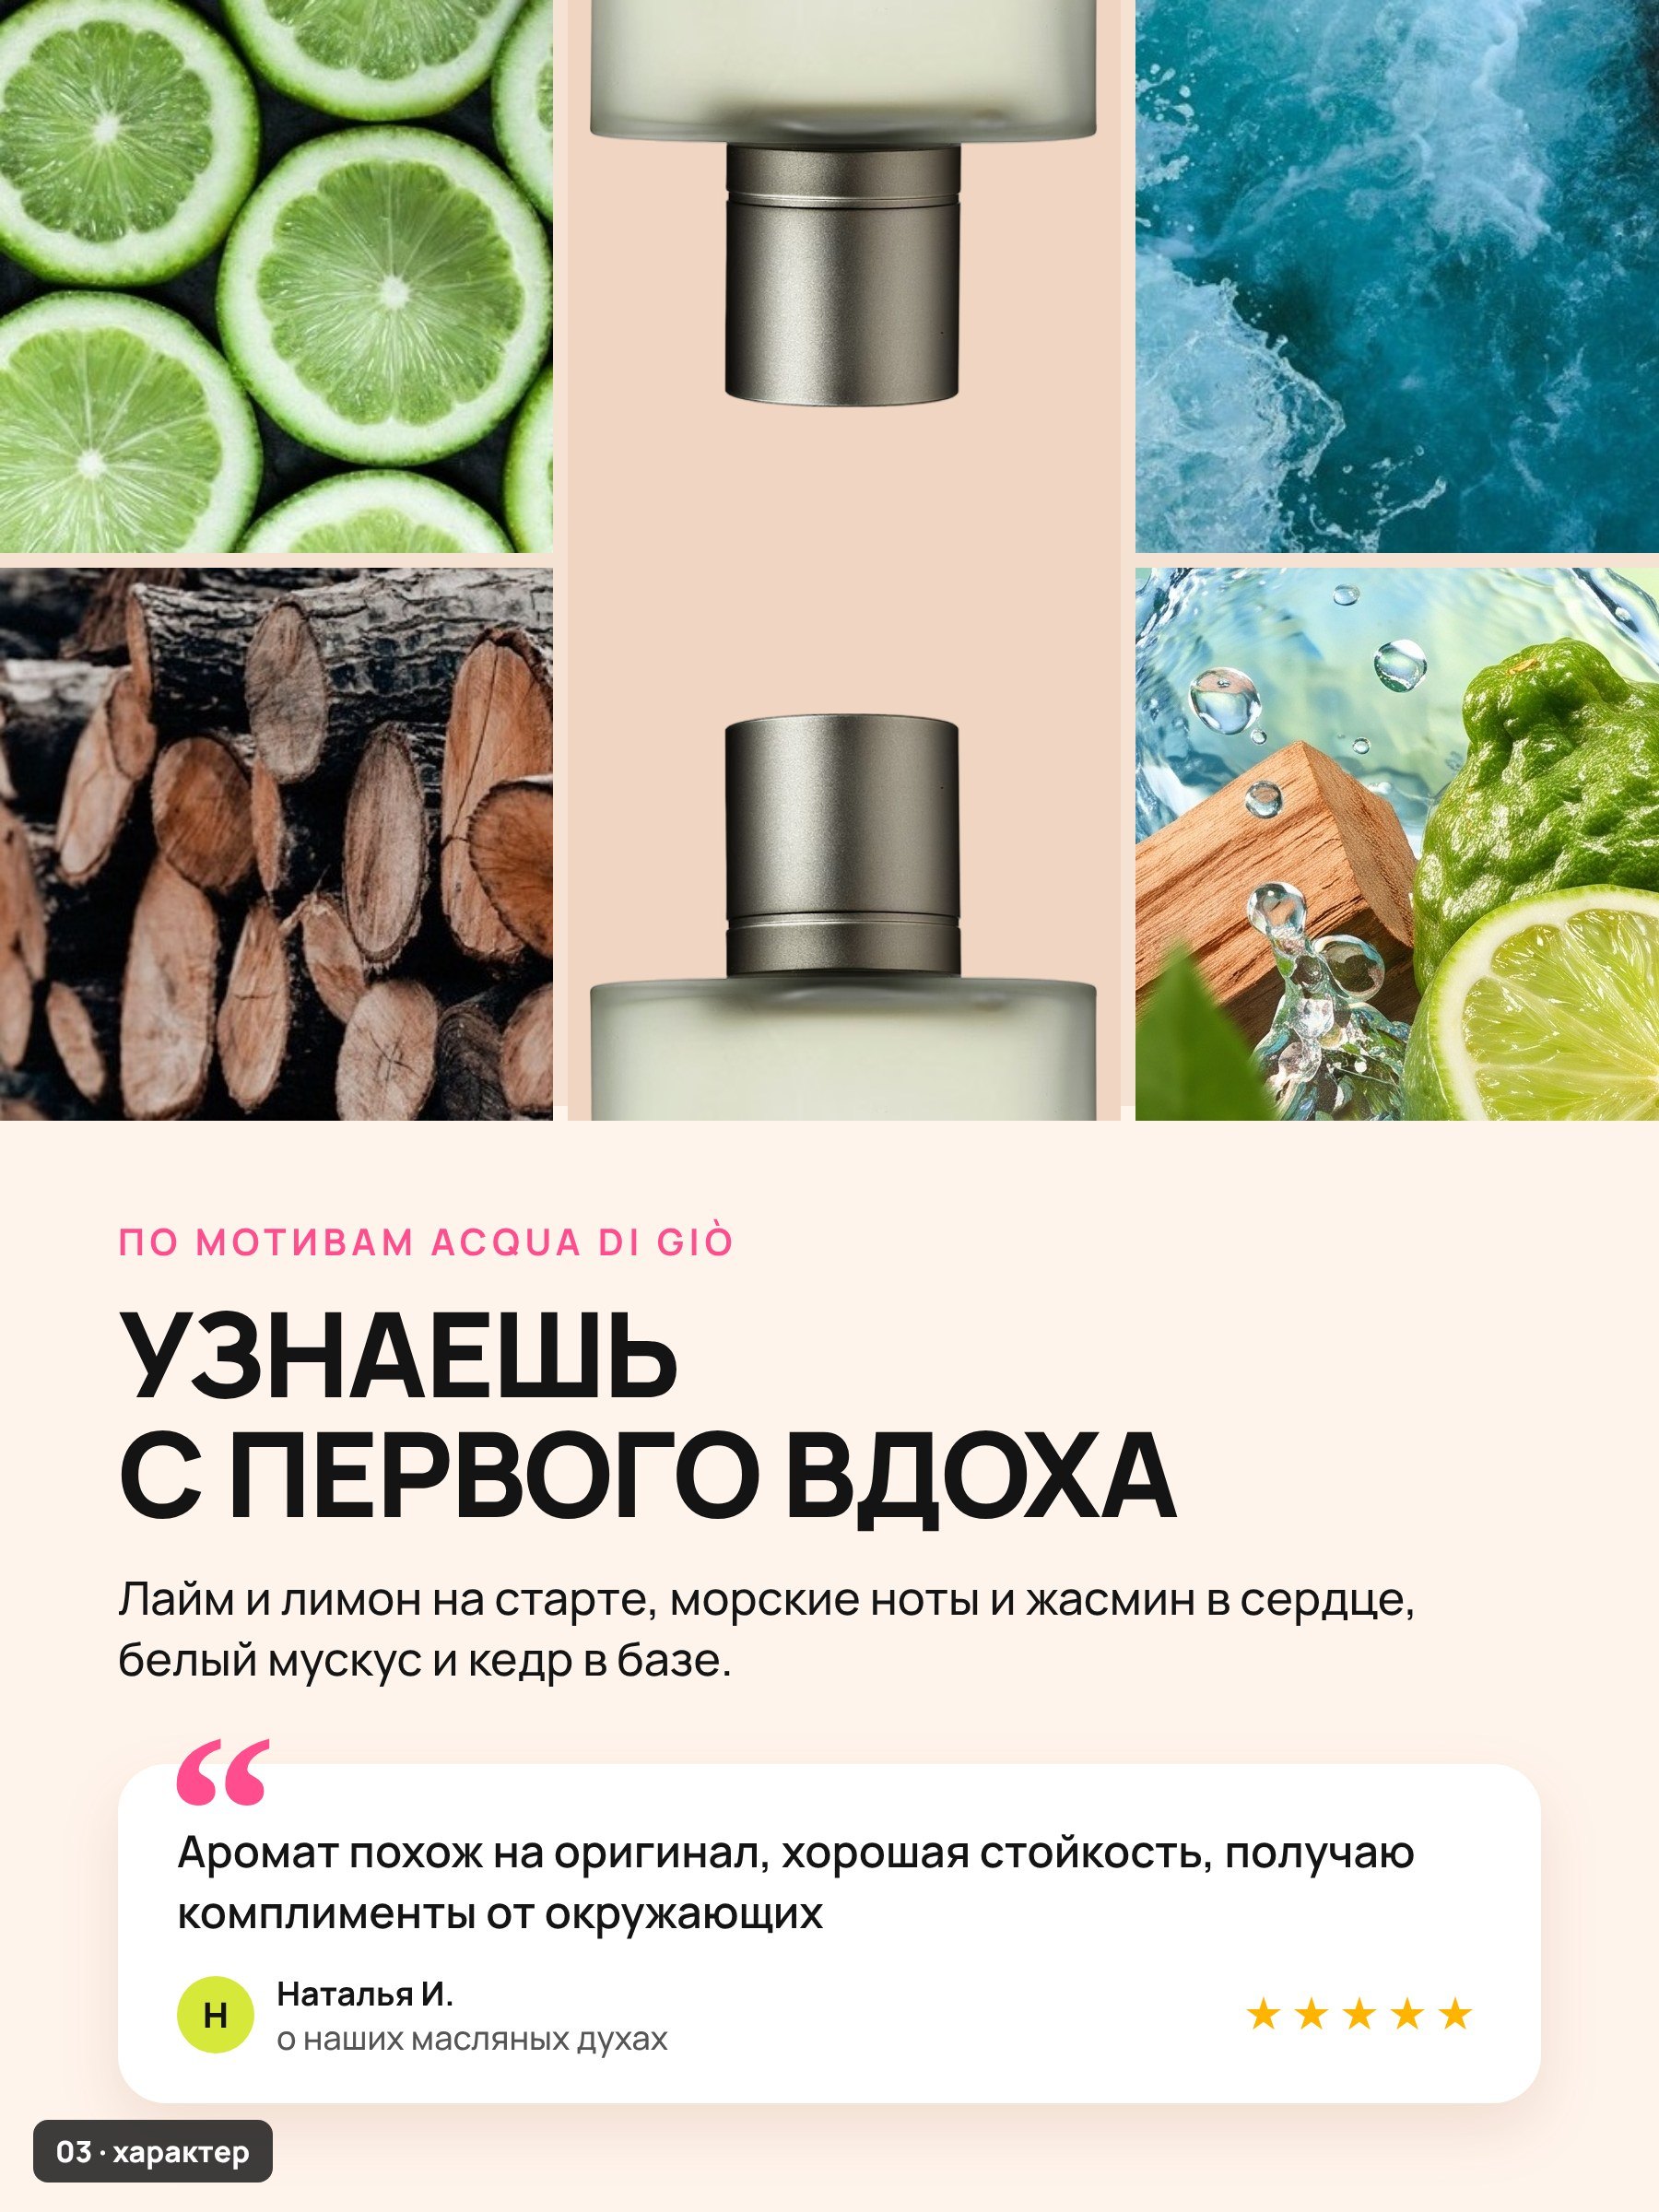 ПО МОТИВАМ ACQUA DI GIÒ
УЗНАЕШЬ
С ПЕРВОГО ВДОХА
Лайм и лимон на старте, морские ноты и жасмин в сердце,
белый мускус и кедр в базе.
“
Аромат похож на оригинал, хорошая стойкость, получаю
комплименты от окружающих
Н
Наталья И.
о наших масляных духах
★★★★★
03 · характер